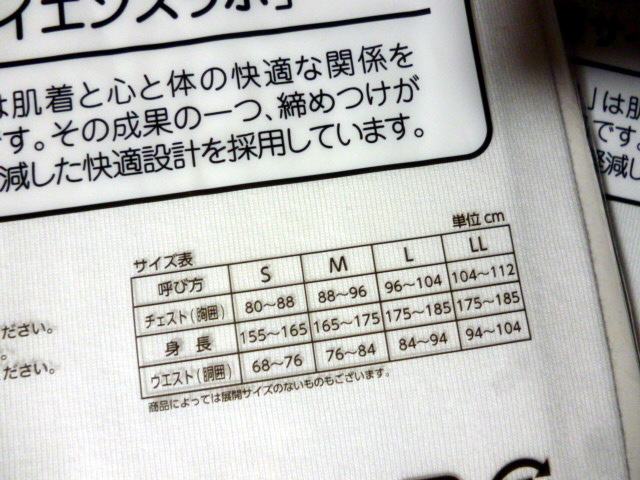 イエンスラボ」
は肌着と心と体の快適な関係を
です。その成果の一つ、締めつけが
減した快適設計を採用しています。
」は肌
です。
軽減し
単位 cm
サイズ表
呼び方 S M L LL
チェスト(胸囲) 80〜88 88〜96 96〜104 104〜112
身長 155〜165 165〜175 175〜185 175〜185
ウエスト(胴囲) 68〜76 76〜84 84〜94 94〜104
商品によっては展開サイズのないものもございます。
ださい。
。
ださい。